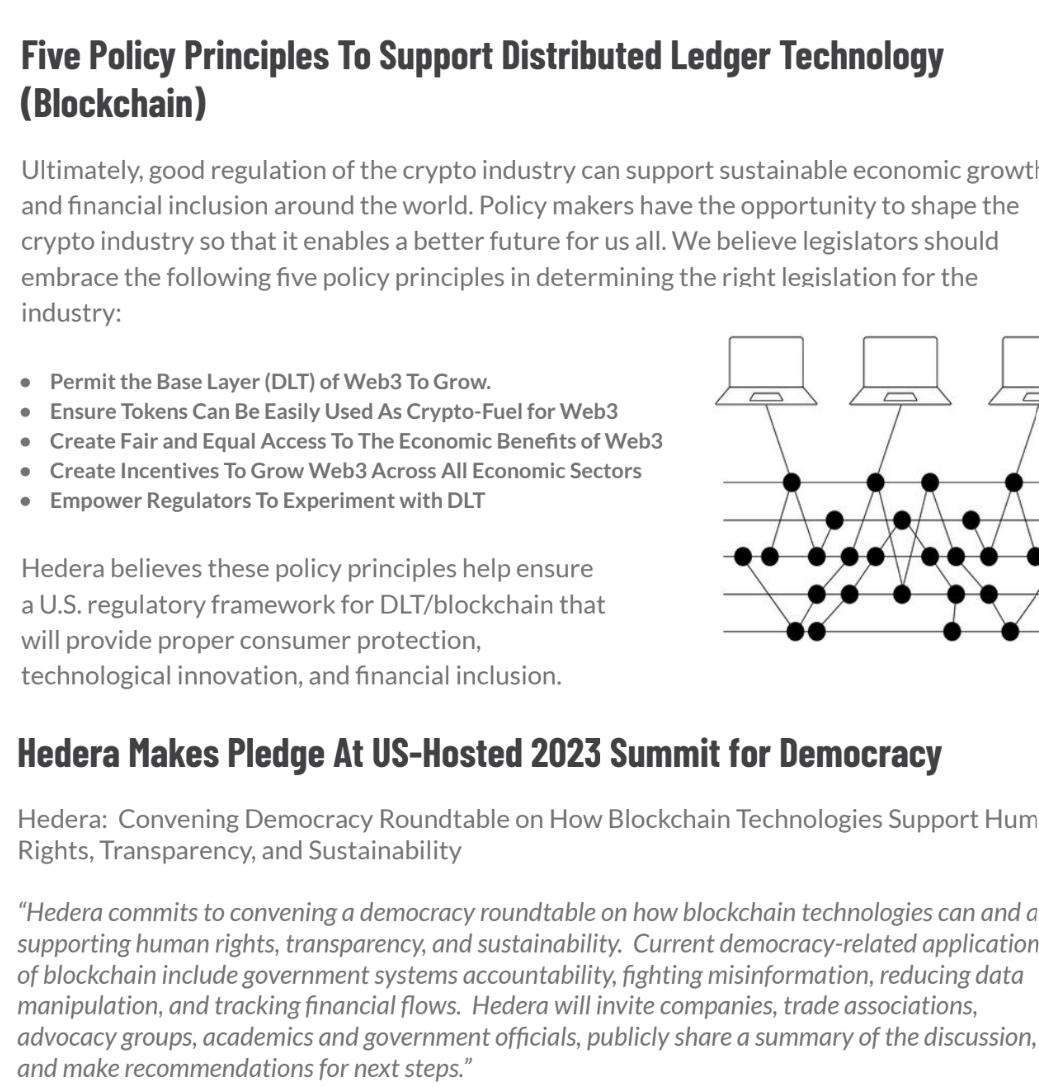 Five Policy Principles To Support Distributed Ledger Technology
(Blockchain)
Ultimately, good regulation of the crypto industry can support sustainable economic growth
and financial inclusion around the world. Policy makers have the opportunity to shape the
crypto industry so that it enables a better future for us all. We believe legislators should
embrace the following five policy principles in determining the right legislation for the
industry:
• Permit the Base Layer (DLT) of Web3 To Grow.
• Ensure Tokens Can Be Easily Used As Crypto-Fuel for Web3
• Create Fair and Equal Access To The Economic Benefits of Web3
• Create Incentives To Grow Web3 Across All Economic Sectors
• Empower Regulators To Experiment with DLT
Hedera believes these policy principles help ensure
a U.S. regulatory framework for DLT/blockchain that
will provide proper consumer protection,
technological innovation, and financial inclusion.
Hedera Makes Pledge At US-Hosted 2023 Summit for Democracy
Hedera: Convening Democracy Roundtable on How Blockchain Technologies Support Hum
Rights, Transparency, and Sustainability
“Hedera commits to convening a democracy roundtable on how blockchain technologies can and a
supporting human rights, transparency, and sustainability. Current democracy-related application
of blockchain include government systems accountability, fighting misinformation, reducing data
manipulation, and tracking financial flows. Hedera will invite companies, trade associations,
advocacy groups, academics and government officials, publicly share a summary of the discussion,
and make recommendations for next steps.”